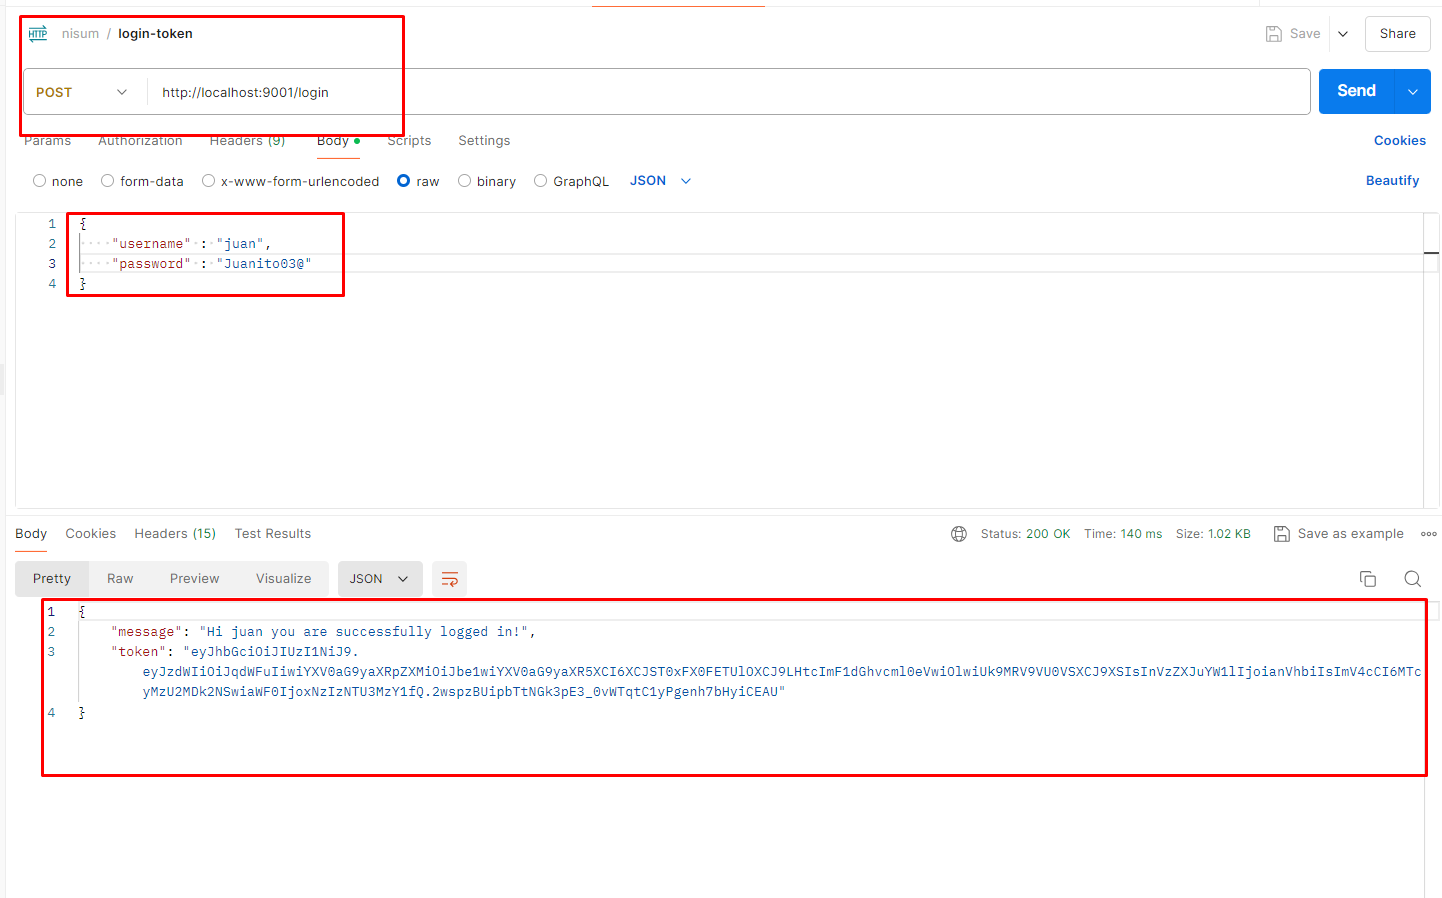 HTTP nisum / login-token Save Share
POST http://localhost:9001/login Send
Params Authorization Headers (9) Body Scripts Settings Cookies
none form-data x-www-form-urlencoded raw binary GraphQL JSON Beautify
1 {
2 "username" : "juan",
3 "password" : "Juanito03@"
4 }
Body Cookies Headers (15) Test Results Status: 200 OK Time: 140 ms Size: 1.02 KB Save as example
Pretty Raw Preview Visualize JSON
1 {
2 "message": "Hi juan you are successfully logged in!",
3 "token": "eyJhbGciOiJIUzI1NiJ9.
eyJzdWIiOiJqdWFuIiwiYXV0aG9yaXRpZXMiOiJbe1wiYXV0aG9yaXR5XCI6XCJST0xFX0FETUlOXCJ9LHtcImF1dGhvcml0eVwiOlwiUk9MRV9VU0VSXCJ9XSIsInVzZXJuYW1lIjoianVhbiIsImV4cCI6MTc
yMzU2MDk2NSwiaWF0IjoxNzIzNTU3MzY1fQ.2wspzBUipbTtNGk3pE3_0vWTqtC1yPgenh7bHyiCEAU"
4 }